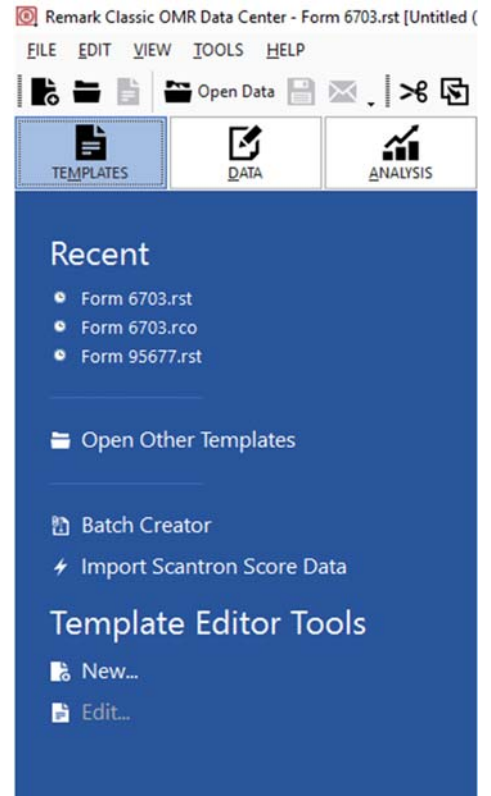 Remark Classic OMR Data Center - Form 6703.rst [Untitled (
FILE EDIT VIEW TOOLS HELP
Open Data
TEMPLATES DATA ANALYSIS
Recent
Form 6703.rst
Form 6703.rco
Form 95677.rst
Open Other Templates
Batch Creator
Import Scantron Score Data
Template Editor Tools
New...
Edit...